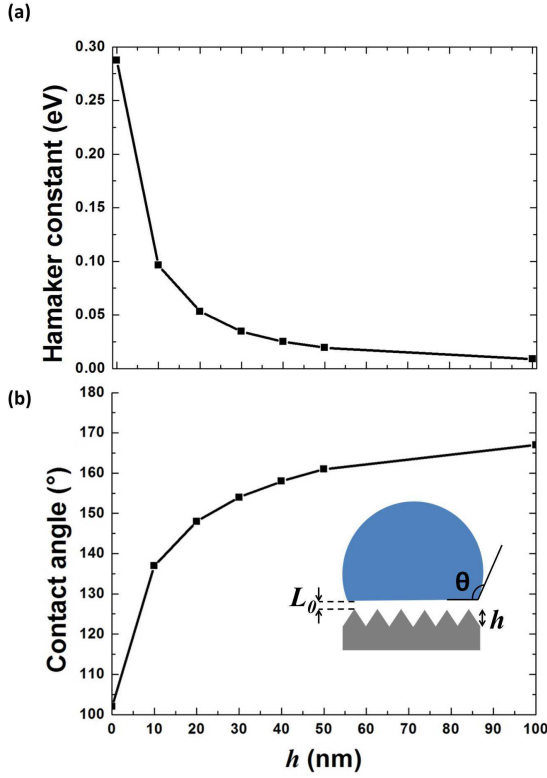 (a)
Hamaker constant (eV)
0.30
0.25
0.20
0.15
0.10
0.05
0.00
(b)
Contact angle (°)
180
170
160
150
140
130
120
110
100
L₀
θ
h
0 10 20 30 40 50 60 70 80 90 100
h (nm)